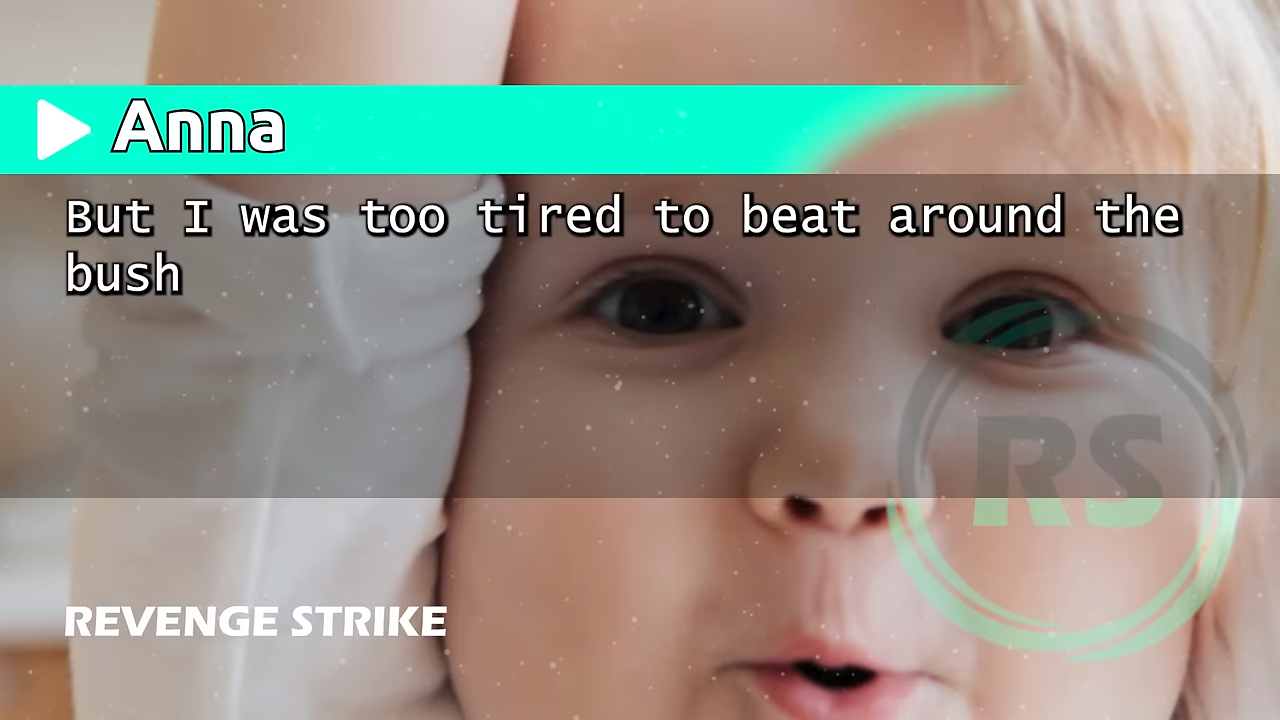 Anna
But I was too tired to beat around the
bush
RS
REVENGE STRIKE